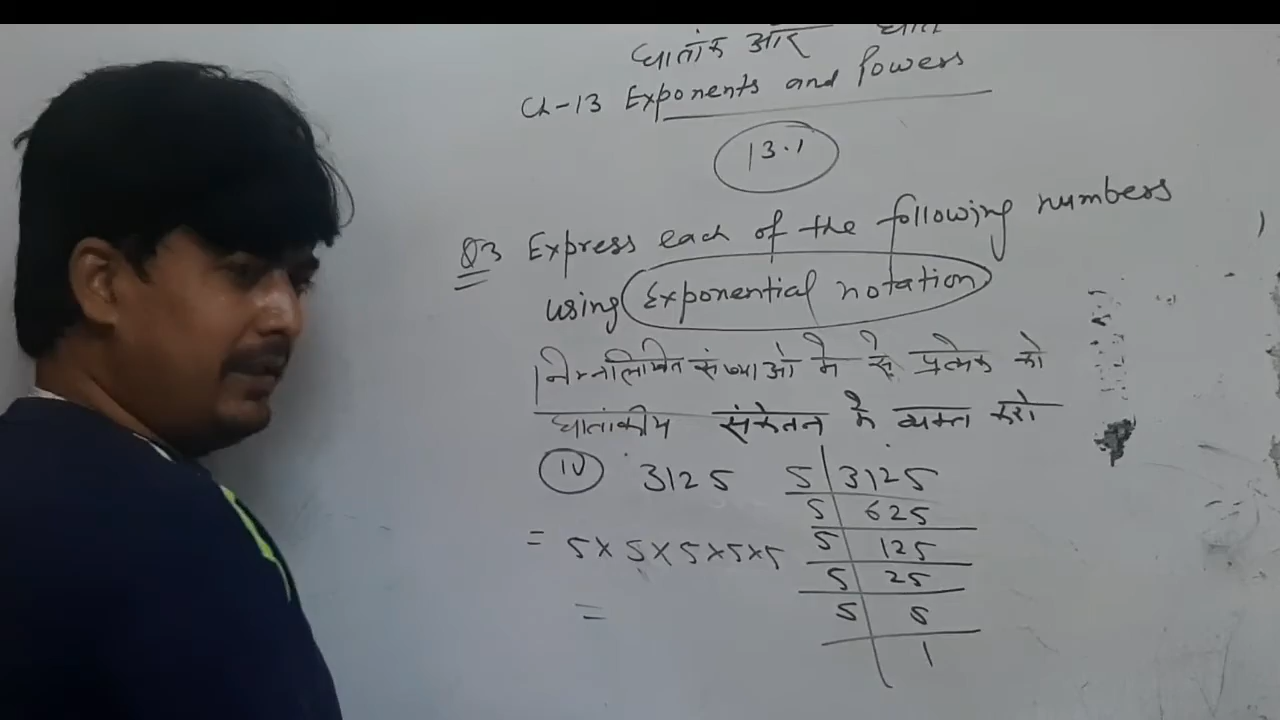 घातांक और घात
Ch-13 Exponents and Powers
13.1
Q3 Express each of the following numbers
using Exponential notation
निम्नलिखित संख्याओं में से प्रत्येक को
घातांकीय संकेतन में व्यक्त करो
(iv) 3125
5 | 3125
5 | 625
= 5 × 5 × 5 × 5 × 5
5 | 125
5 | 25
=
5 | 5
| 1